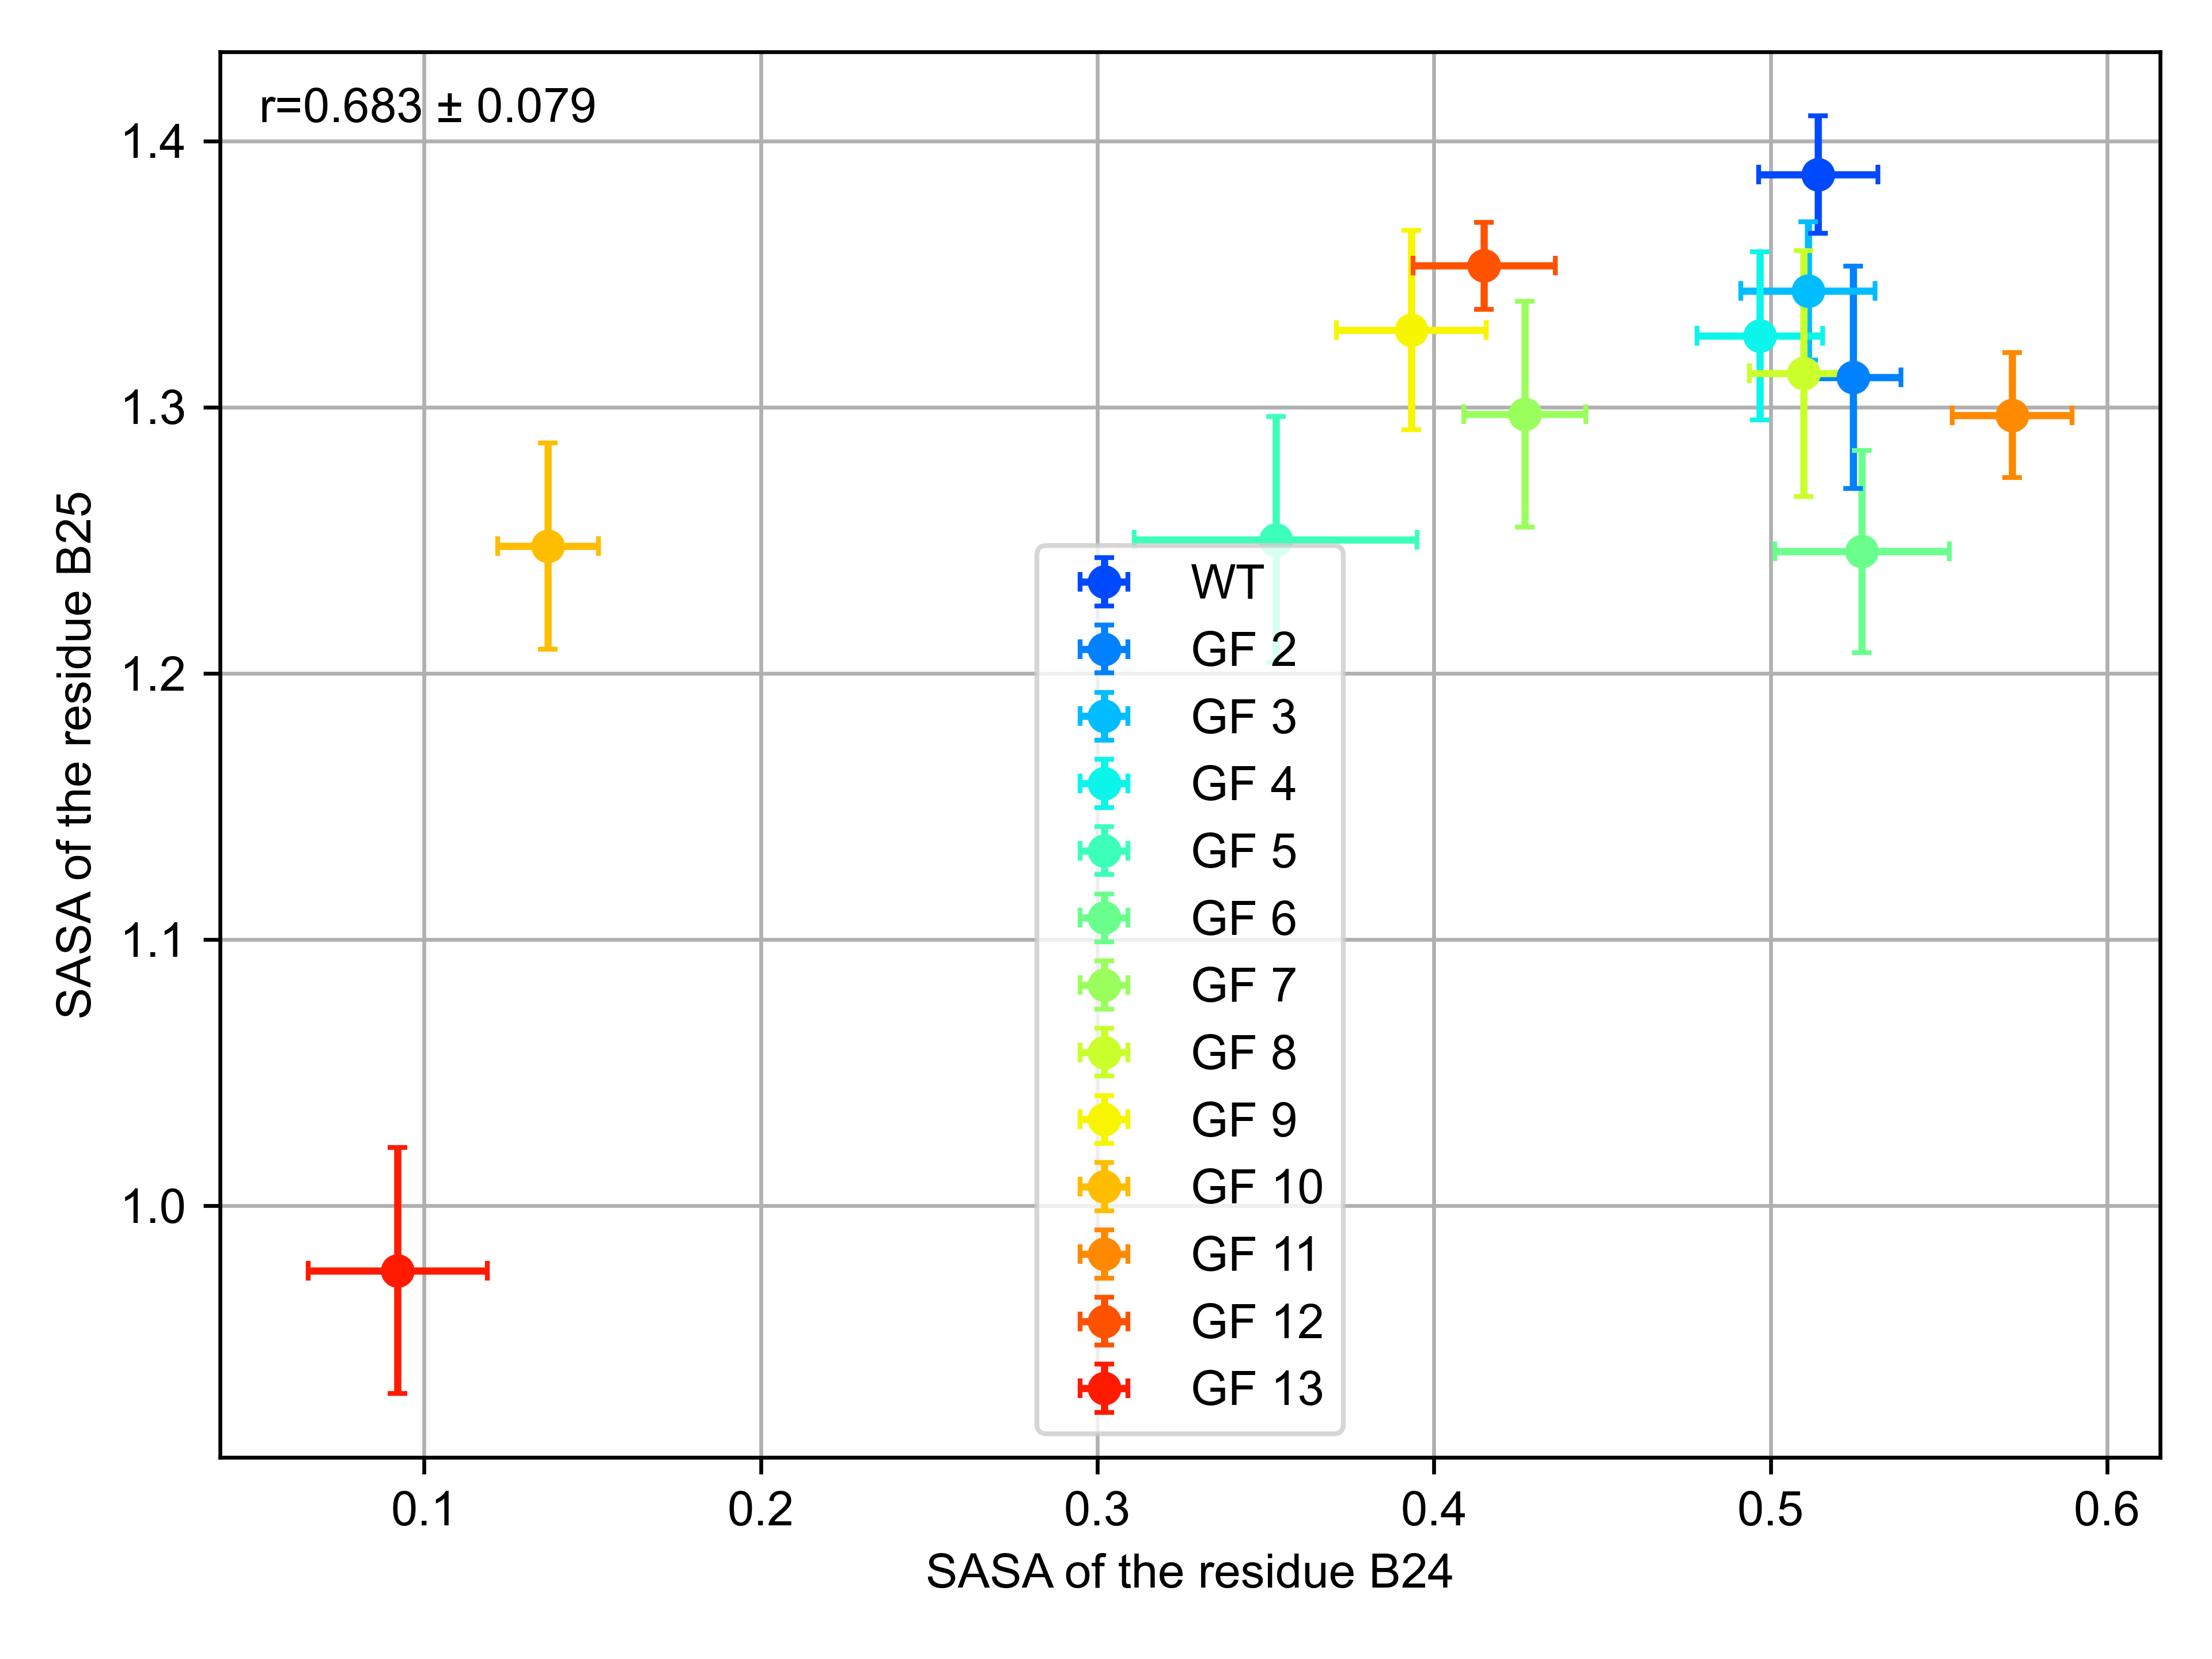 r=0.683 ± 0.079
1.4
1.3
1.2
1.1
1.0
SASA of the residue B25
WT
GF 2
GF 3
GF 4
GF 5
GF 6
GF 7
GF 8
GF 9
GF 10
GF 11
GF 12
GF 13
0.1 0.2 0.3 0.4 0.5 0.6
SASA of the residue B24